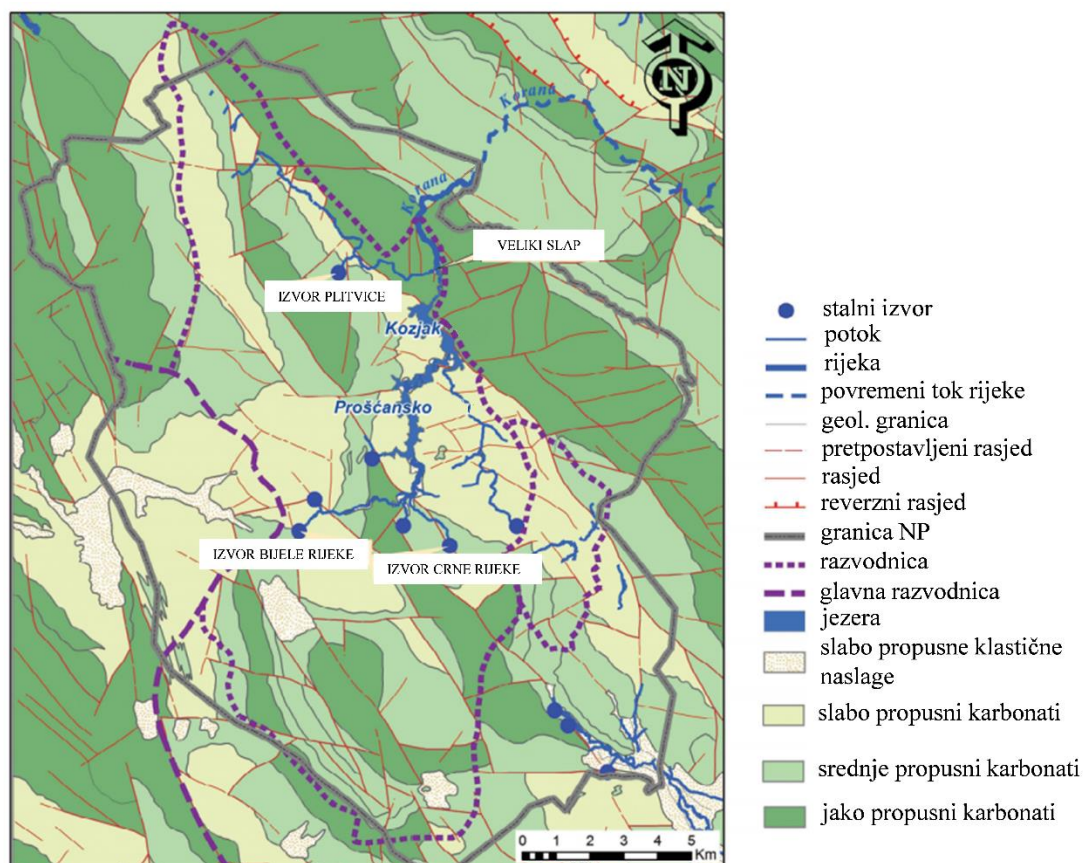 N
Korana
Korana
VELIKI SLAP
IZVOR PLITVICE
Kozjak
Prošćansko
IZVOR BIJELE RIJEKE
IZVOR CRNE RIJEKE
0 1 2 3 4 5
Km
stalni izvor
potok
rijeka
povremeni tok rijeke
geol. granica
pretpostavljeni rasjed
rasjed
reverzni rasjed
granica NP
razvodnica
glavna razvodnica
jezera
slabo propusne klastične
naslage
slabo propusni karbonati
srednje propusni karbonati
jako propusni karbonati